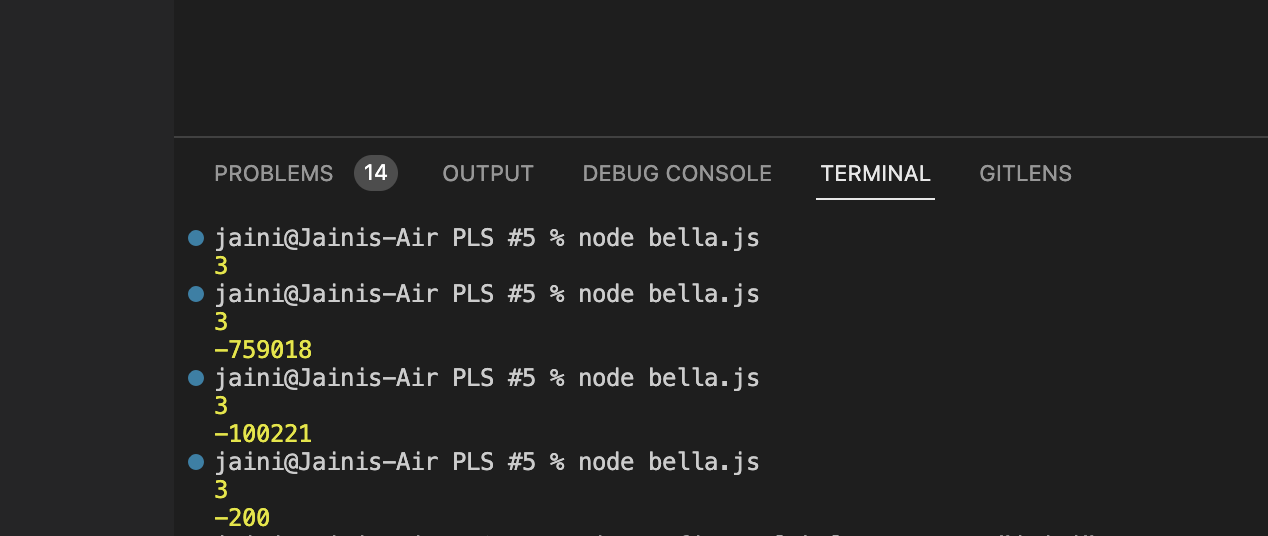 PROBLEMS 14 OUTPUT DEBUG CONSOLE TERMINAL GITLENS
jaini@Jainis-Air PLS #5 % node bella.js
3
jaini@Jainis-Air PLS #5 % node bella.js
3
-759018
jaini@Jainis-Air PLS #5 % node bella.js
3
-100221
jaini@Jainis-Air PLS #5 % node bella.js
3
-200